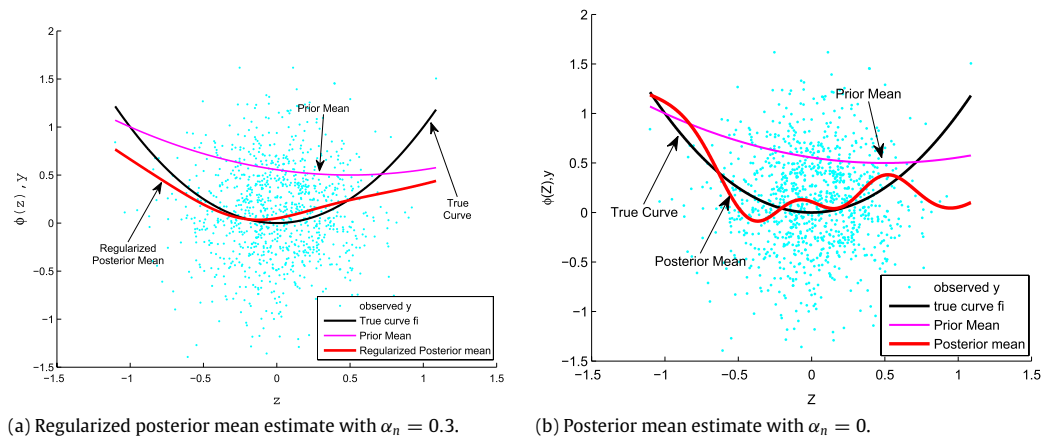 2
1.5
1
0.5
0
−0.5
−1
−1.5
ϕ (z) , y
−1.5
−1
−0.5
0
0.5
1
1.5
z
Prior Mean
True
Curve
Regularized
Posterior Mean
observed y
True curve fi
Prior Mean
Regularized Posterior mean
(a) Regularized posterior mean estimate with αn = 0.3.
2
1.5
1
0.5
0
−0.5
−1
−1.5
ϕ(Z),y
−1.5
−1
−0.5
0
0.5
1
1.5
Z
Prior Mean
True Curve
Posterior Mean
observed y
true curve fi
Prior Mean
Posterior mean
(b) Posterior mean estimate with αn = 0.